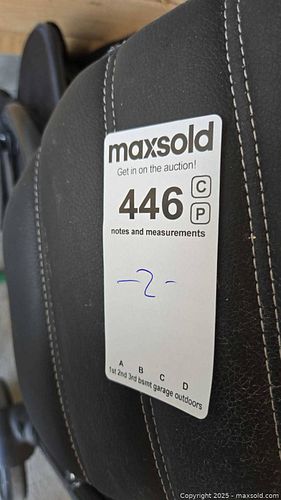 maxsold
Get in on the auction!
446 C
P
notes and measurements
-2-
A B C D
1st 2nd 3rd bsmt garage outdoors
Copyright 2025 - maxsold.com